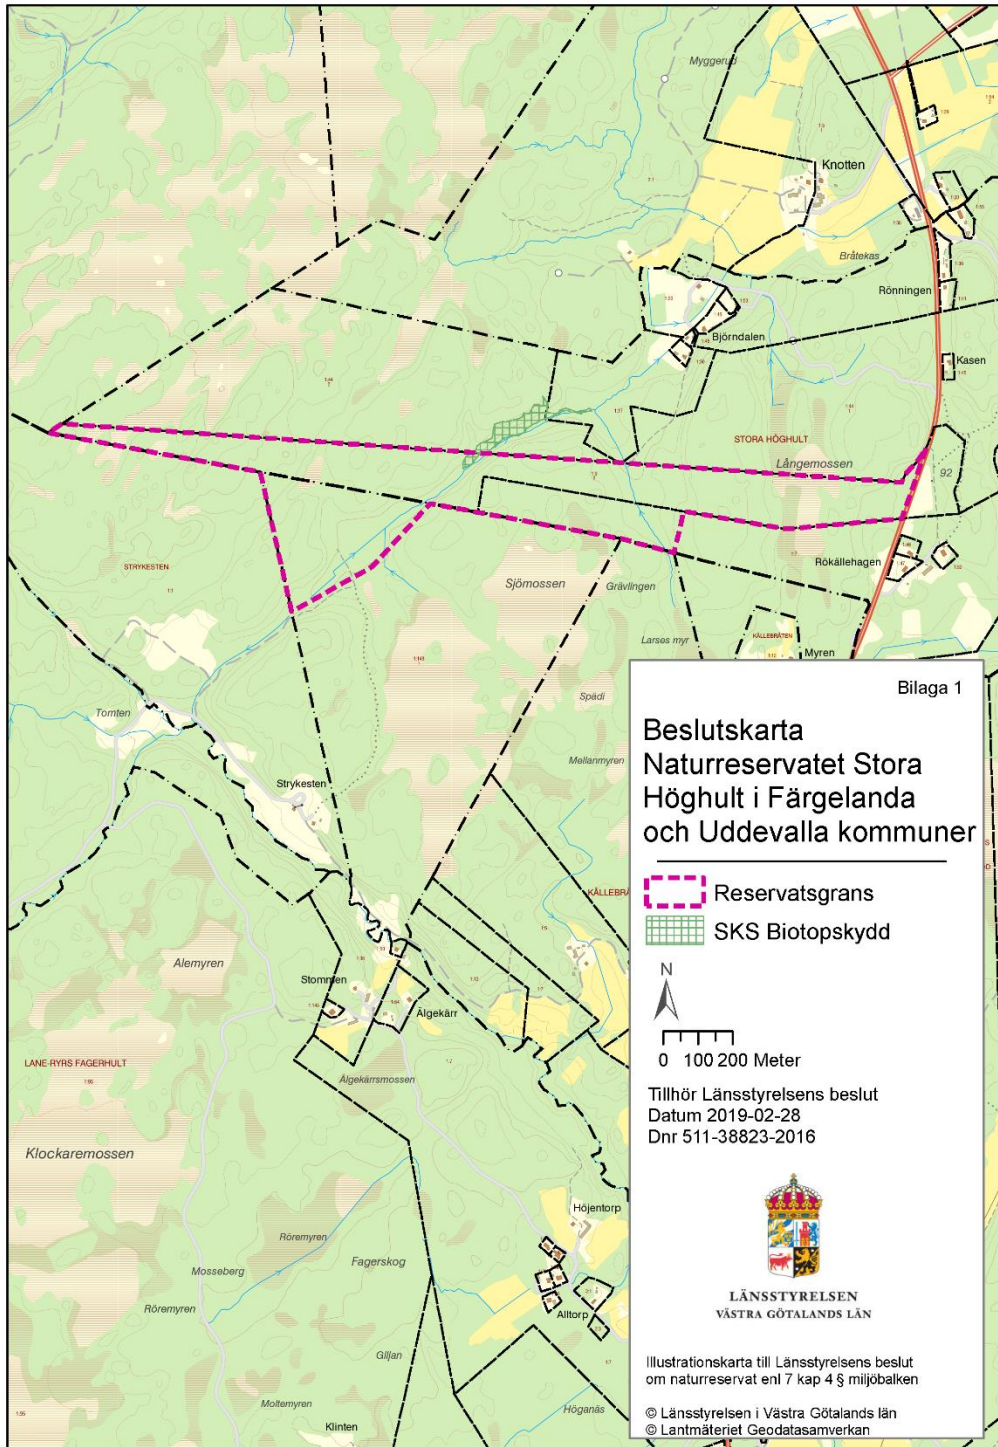 Myggerud
Knotten
Bråtekas
Rönningen
Björndalen
Kasen
STORA HÖGHULT
Långemossen
92
Rökällehagen
Sjömossen
Grävlingen
STRYKESTEN
Larses myr
KÄLLEBRÅTEN
Myren
Spädi
Tomten
Mellanmyren
Strykesten
Alemyren
Stommen
Älgekärr
LANE-RYRS FAGERHULT
Älgekärrsmossen
Klockaremossen
Höjentorp
Röremyren
Fagerskog
Mosseberg
Röremyren
Alltorp
Giljan
Moltemyren
Höganäs
Klinten
Bilaga 1
Beslutskarta
Naturreservatet Stora
Höghult i Färgelanda
och Uddevalla kommuner
Reservatsgrans
SKS Biotopskydd
N
0 100 200 Meter
Tillhör Länsstyrelsens beslut
Datum 2019-02-28
Dnr 511-38823-2016
LÄNSSTYRELSEN
VÄSTRA GÖTALANDS LÄN
Illustrationskarta till Länsstyrelsens beslut
om naturreservat enl 7 kap 4 § miljöbalken
© Länsstyrelsen i Västra Götalands län
© Lantmäteriet Geodatasamverkan